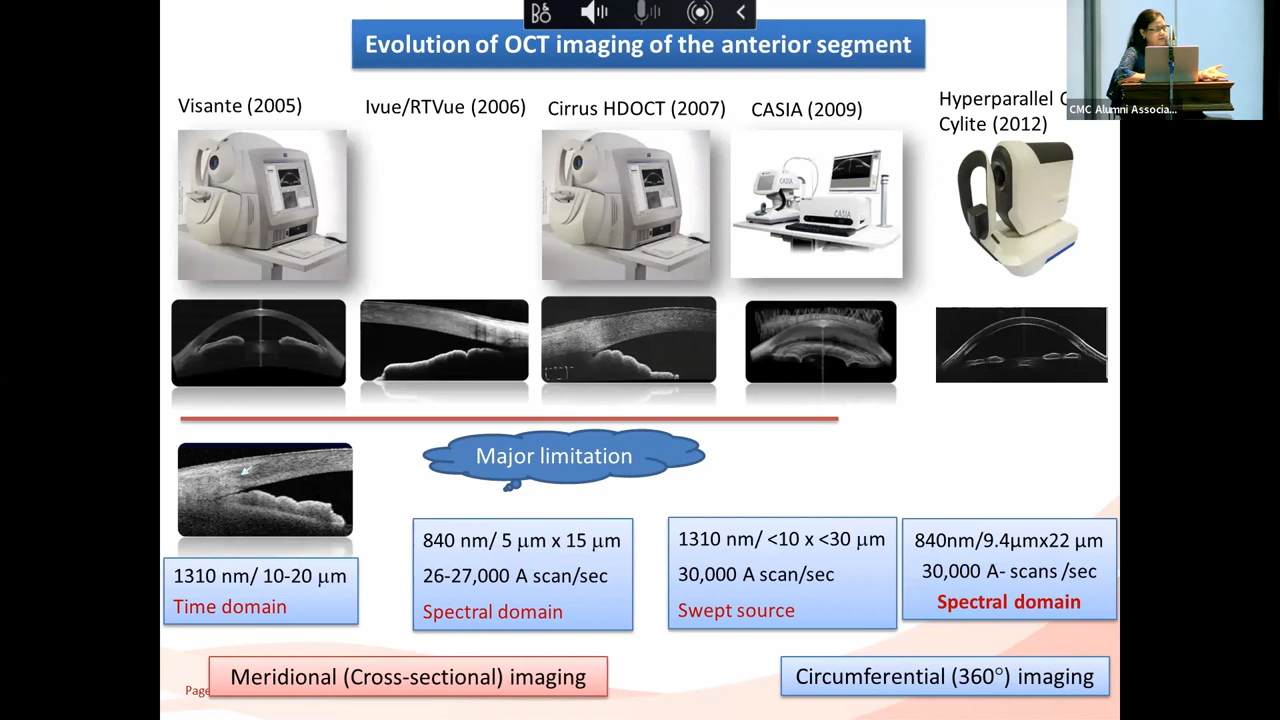 Evolution of OCT imaging of the anterior segment
CMC Alumni Associa...
Visante (2005)
Ivue/RTVue (2006)
Cirrus HDOCT (2007)
CASIA (2009)
Hyperparallel
Cylite (2012)
CASIA
CASIA
Major limitation
1310 nm/ 10-20 µm
Time domain
840 nm/ 5 µm x 15 µm
26-27,000 A scan/sec
Spectral domain
1310 nm/ <10 x <30 µm
30,000 A scan/sec
Swept source
840nm/9.4µmx22 µm
30,000 A- scans /sec
Spectral domain
Page
Meridional (Cross-sectional) imaging
Circumferential (360°) imaging